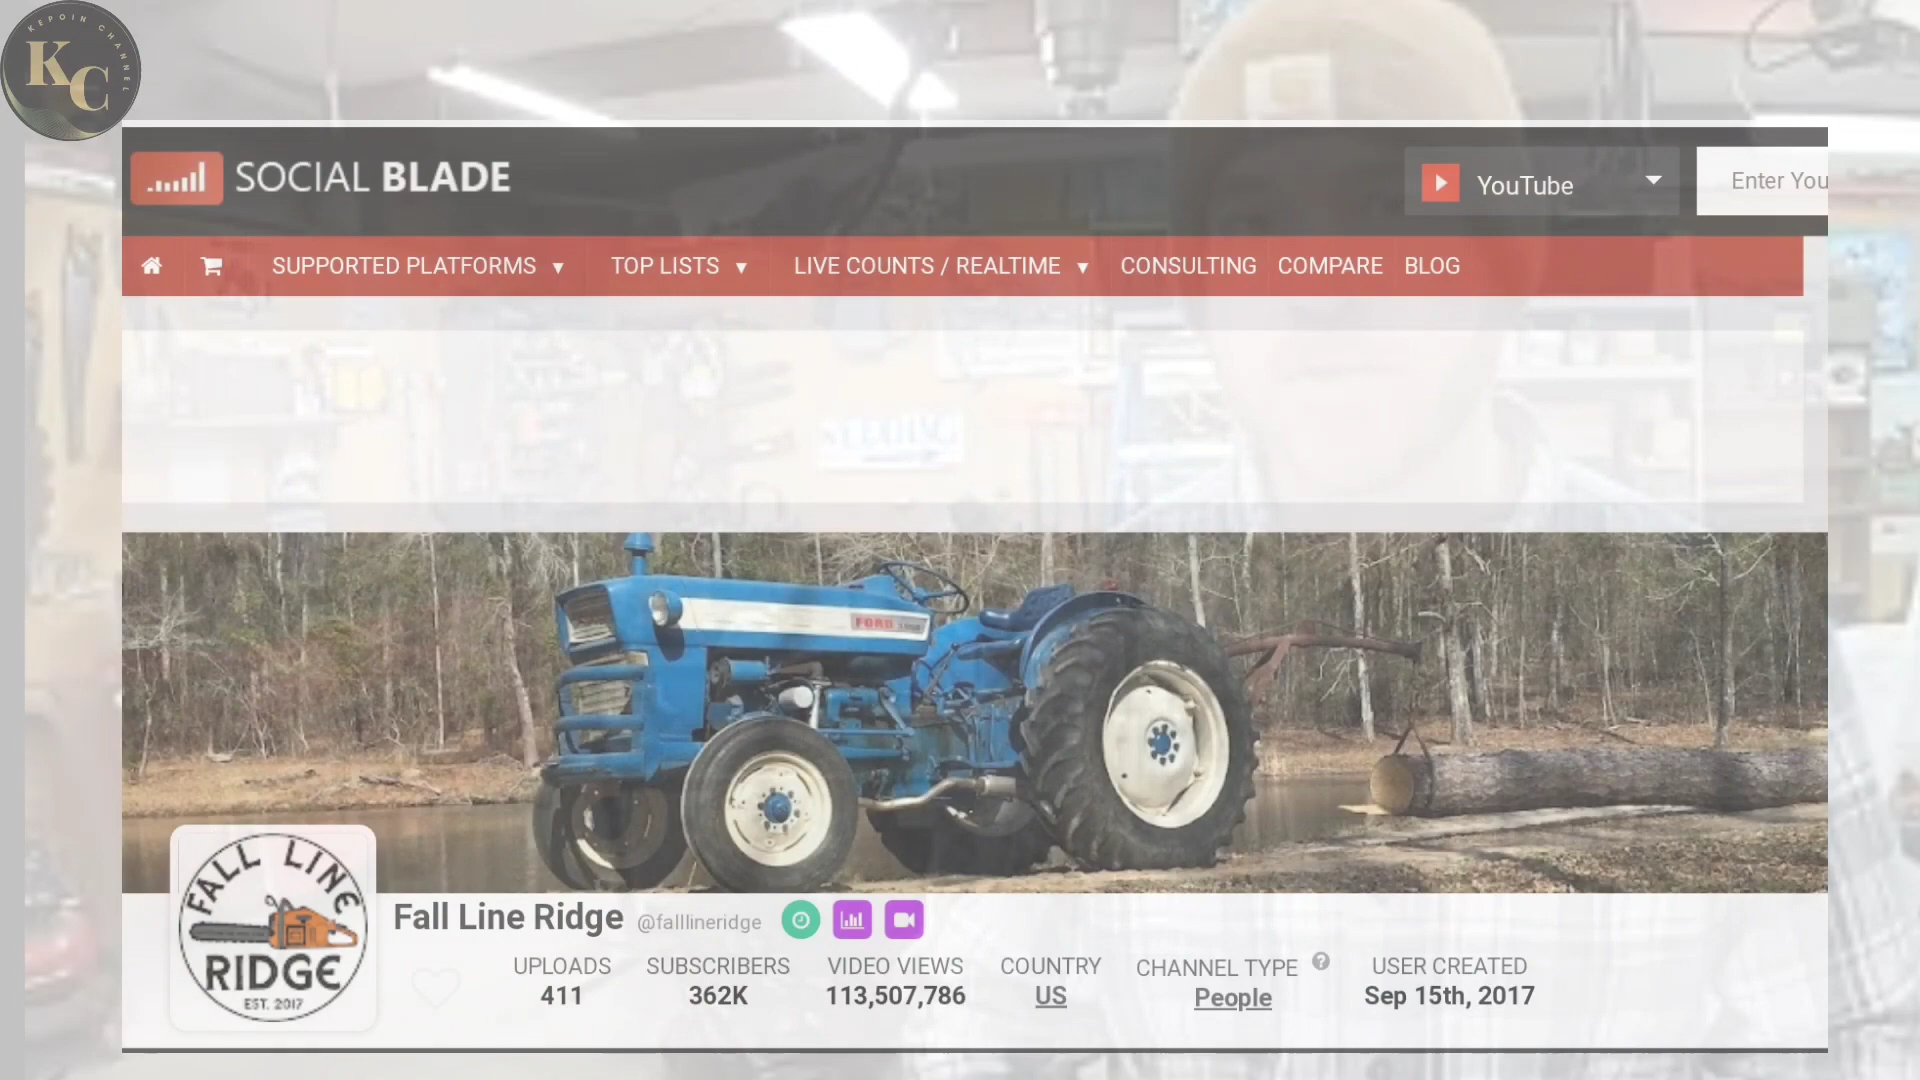 KEPOIN CHANNEL
KC
SOCIAL BLADE
YouTube
Enter You
SUPPORTED PLATFORMS ▼ TOP LISTS ▼ LIVE COUNTS / REALTIME ▼ CONSULTING COMPARE BLOG
FORD
FALL LINE
RIDGE
EST. 2017
Fall Line Ridge @falllineridge
UPLOADS SUBSCRIBERS VIDEO VIEWS COUNTRY CHANNEL TYPE ? USER CREATED
411 362K 113,507,786 US People Sep 15th, 2017